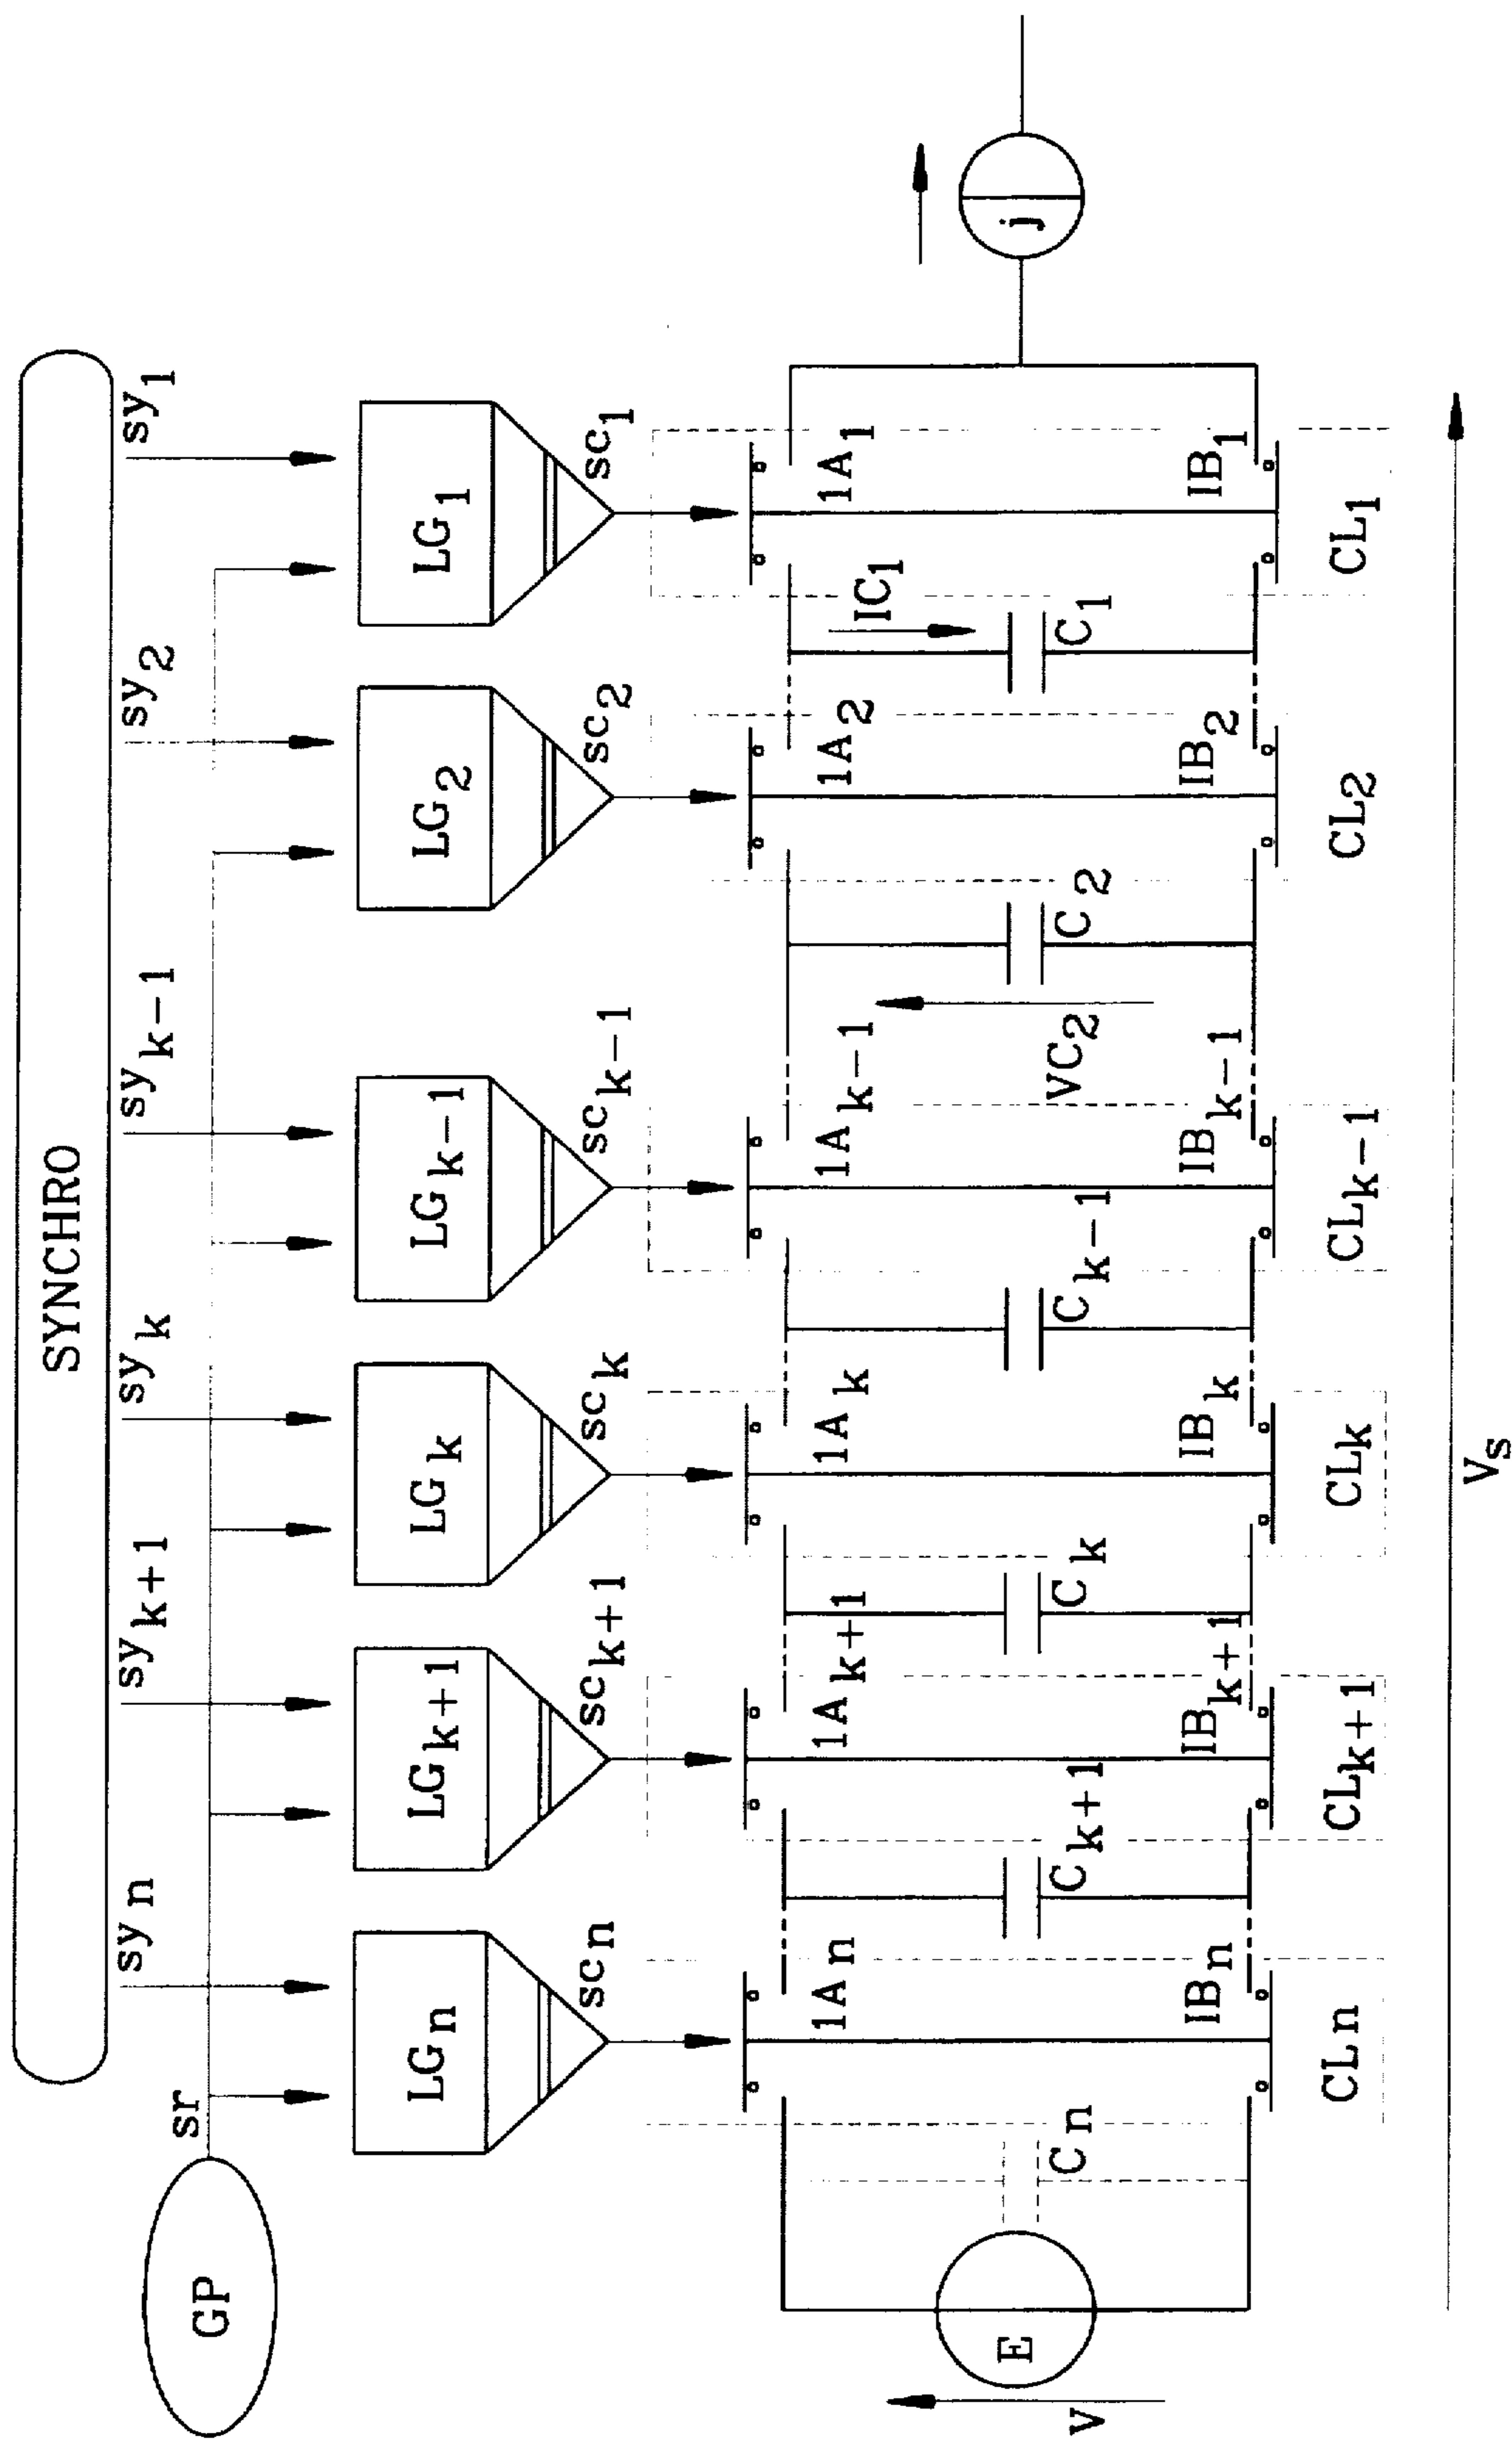 SYNCHRO
GP
sr
syn
syk+1
syk
syk-1
sy2
sy1
LGn
LGk+1
LGk
LGk-1
LG2
LG1
scn
sck+1
sck
sck-1
sc2
sc1
1An
1Ak+1
1Ak
1Ak-1
1A2
1A1
IC1
V
E
Cn
Ck+1
Ck
Ck-1
VC2
C2
C1
j
IBn
IBk+1
IBk
IBk-1
IB2
IB1
CLn
CLk+1
CLk
CLk-1
CL2
CL1
Vs